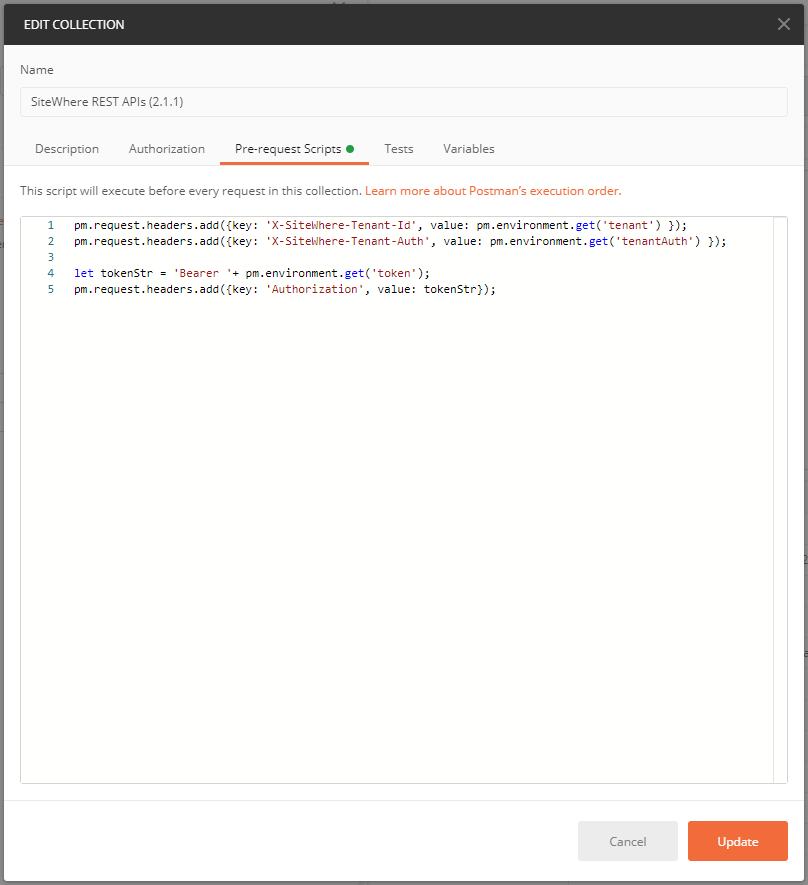 EDIT COLLECTION
Name
SiteWhere REST APIs (2.1.1)
Description Authorization Pre-request Scripts Tests Variables
This script will execute before every request in this collection. Learn more about Postman's execution order.
1 pm.request.headers.add({key: 'X-SiteWhere-Tenant-Id', value: pm.environment.get('tenant') });
2 pm.request.headers.add({key: 'X-SiteWhere-Tenant-Auth', value: pm.environment.get('tenantAuth') });
3
4 let tokenStr = 'Bearer '+ pm.environment.get('token');
5 pm.request.headers.add({key: 'Authorization', value: tokenStr});
Cancel Update